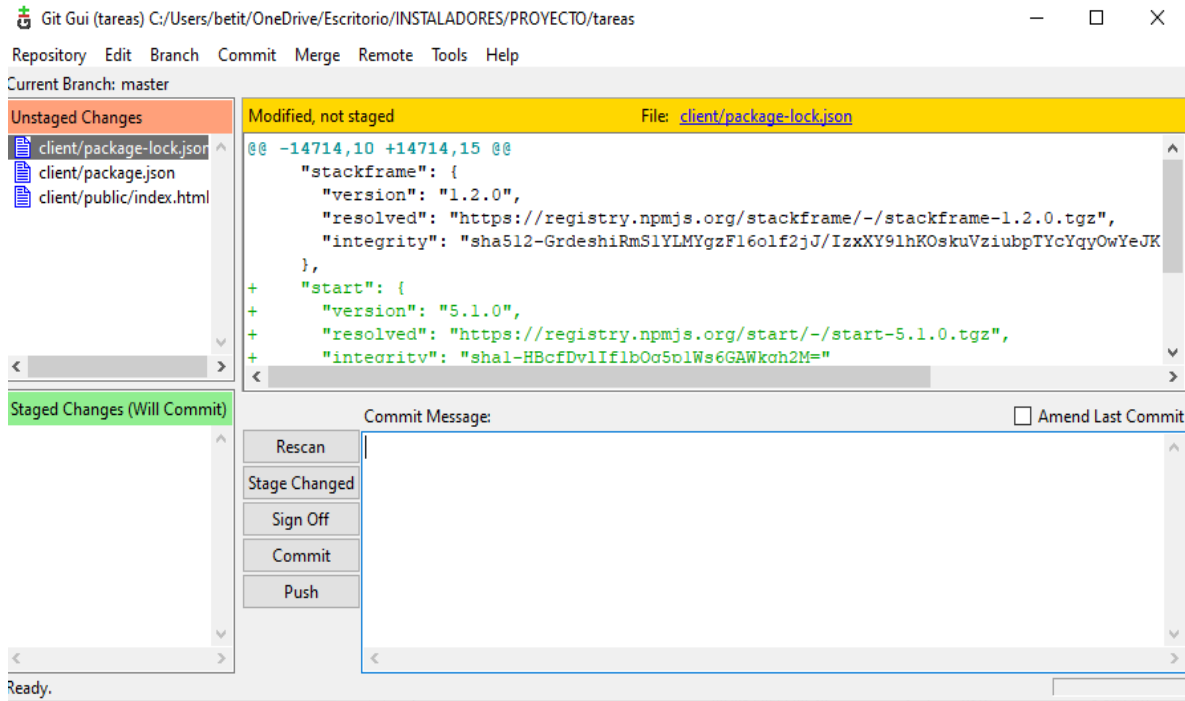 Git Gui (tareas) C:/Users/betit/OneDrive/Escritorio/INSTALADORES/PROYECTO/tareas
Repository Edit Branch Commit Merge Remote Tools Help
Current Branch: master
Unstaged Changes
client/package-lock.json
client/package.json
client/public/index.html
Modified, not staged File: client/package-lock.json
@@ -14714,10 +14714,15 @@
"stackframe": {
"version": "1.2.0",
"resolved": "https://registry.npmjs.org/stackframe/-/stackframe-1.2.0.tgz",
"integrity":
},
+ "start": {
+ "version": "5.1.0",
+ "resolved": "https://registry.npmjs.org/start/-/start-5.1.0.tgz",
+ "integrity":
Staged Changes (Will Commit)
Commit Message:
Amend Last Commit
Rescan
Stage Changed
Sign Off
Commit
Push
Ready.